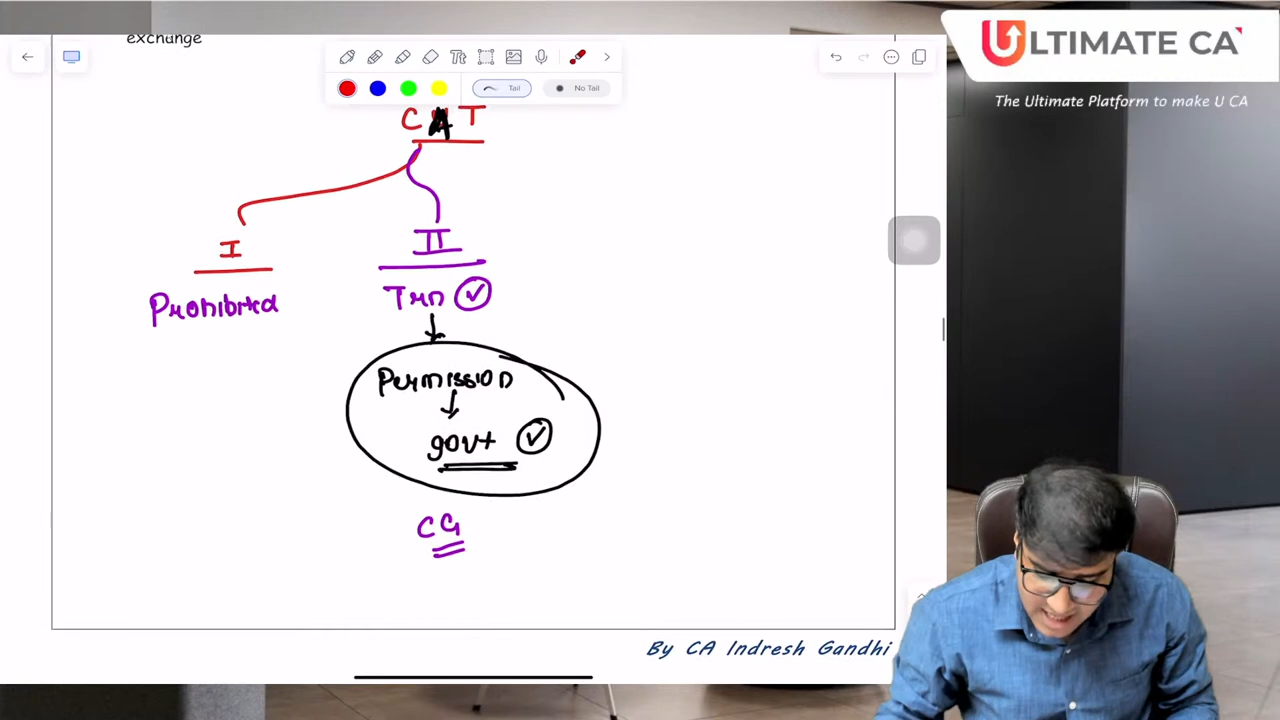 exchange
Tail
No Tail
ULTIMATE CA
The Ultimate Platform to make U CA
CAT
I
II
Prohibited
Trn
Permission
govt
CG
By CA Indresh Gandhi